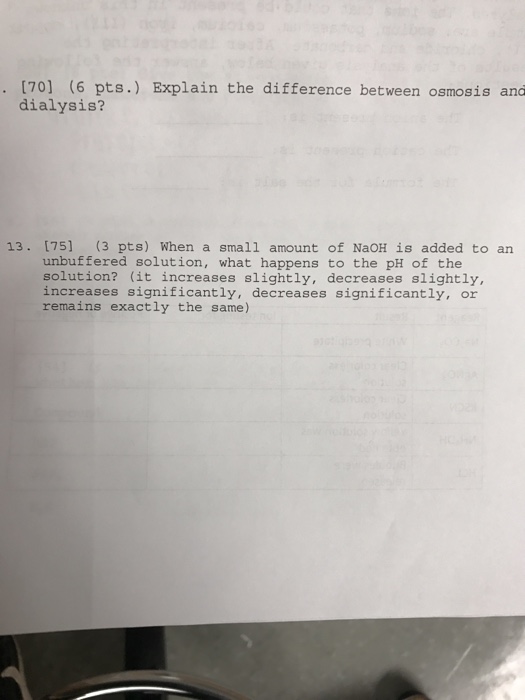 . [70] (6 pts.) Explain the difference between osmosis and
dialysis?
13. [75] (3 pts) When a small amount of NaOH is added to an
unbuffered solution, what happens to the pH of the
solution? (it increases slightly, decreases slightly,
increases significantly, decreases significantly, or
remains exactly the same)